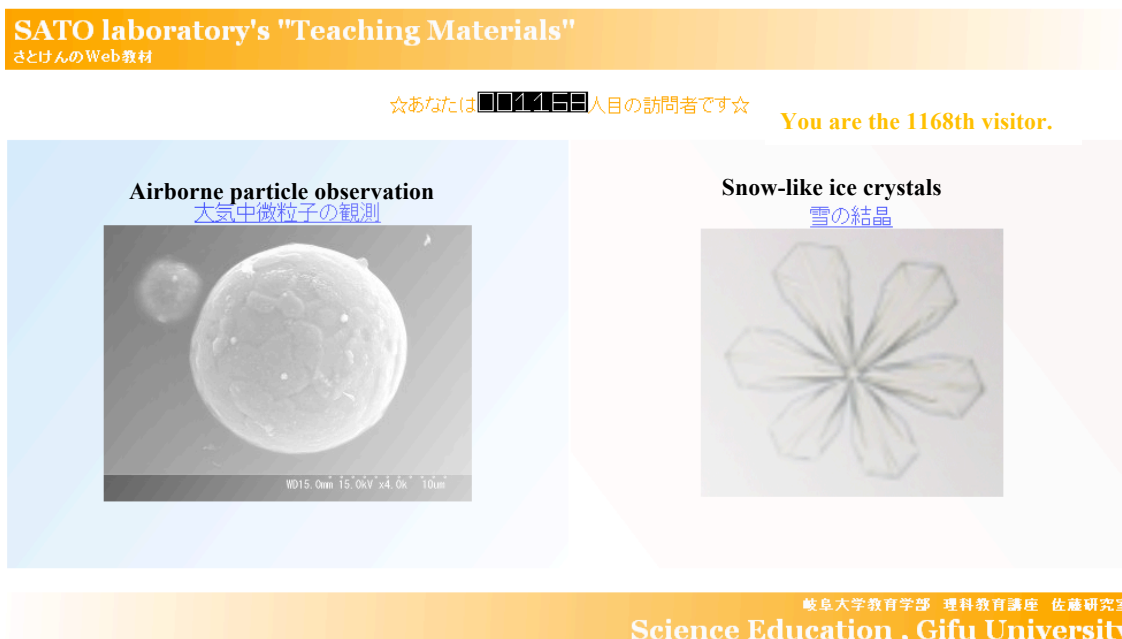 SATO laboratory's "Teaching Materials"
さとけんのWeb教材
☆あなたは001168人目の訪問者です☆
You are the 1168th visitor.
Airborne particle observation
大気中微粒子の観測
Snow-like ice crystals
雪の結晶
WD15.0mm 15.0kV x4.0k 10um
岐阜大学教育学部 理科教育講座 佐藤研究室
Science Education , Gifu University